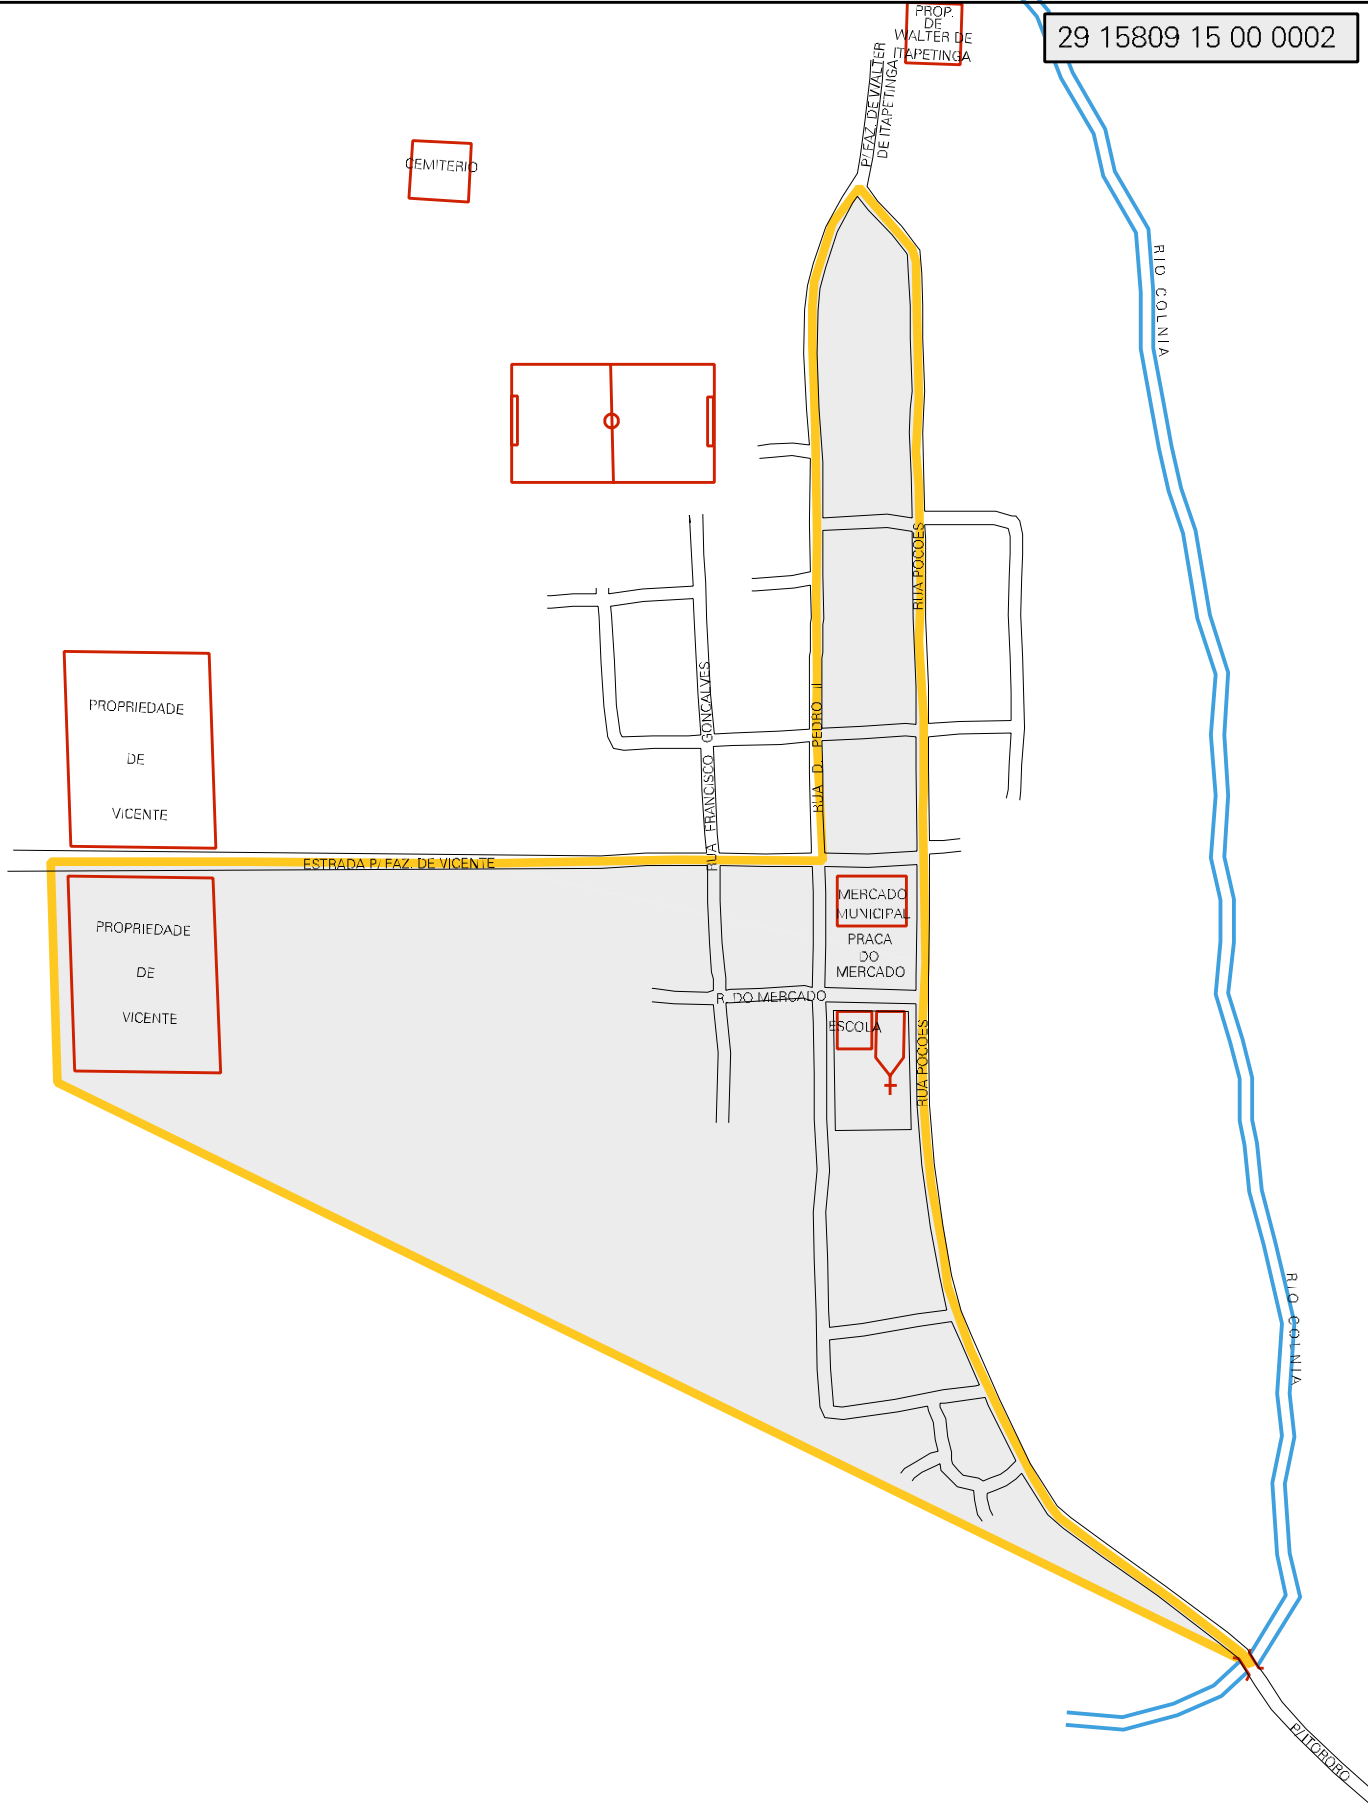 PROP.
DE
WALTER DE
ITAPETINGA
29 15809 15 00 0002
P/ FAZ. DE WALTER
DE ITAPETINGA
CEMITERIO
RIO COLNIA
RUA POCOES
RUA FRANCISCO GONCALVES
RUA D. PEDRO II
PROPRIEDADE
DE
VICENTE
ESTRADA P/ FAZ. DE VICENTE
PROPRIEDADE
DE
VICENTE
MERCADO
MUNICIPAL
PRACA
DO
MERCADO
R. DO MERCADO
ESCOLA
RUA POCOES
RIO COLNIA
P/ITORORO